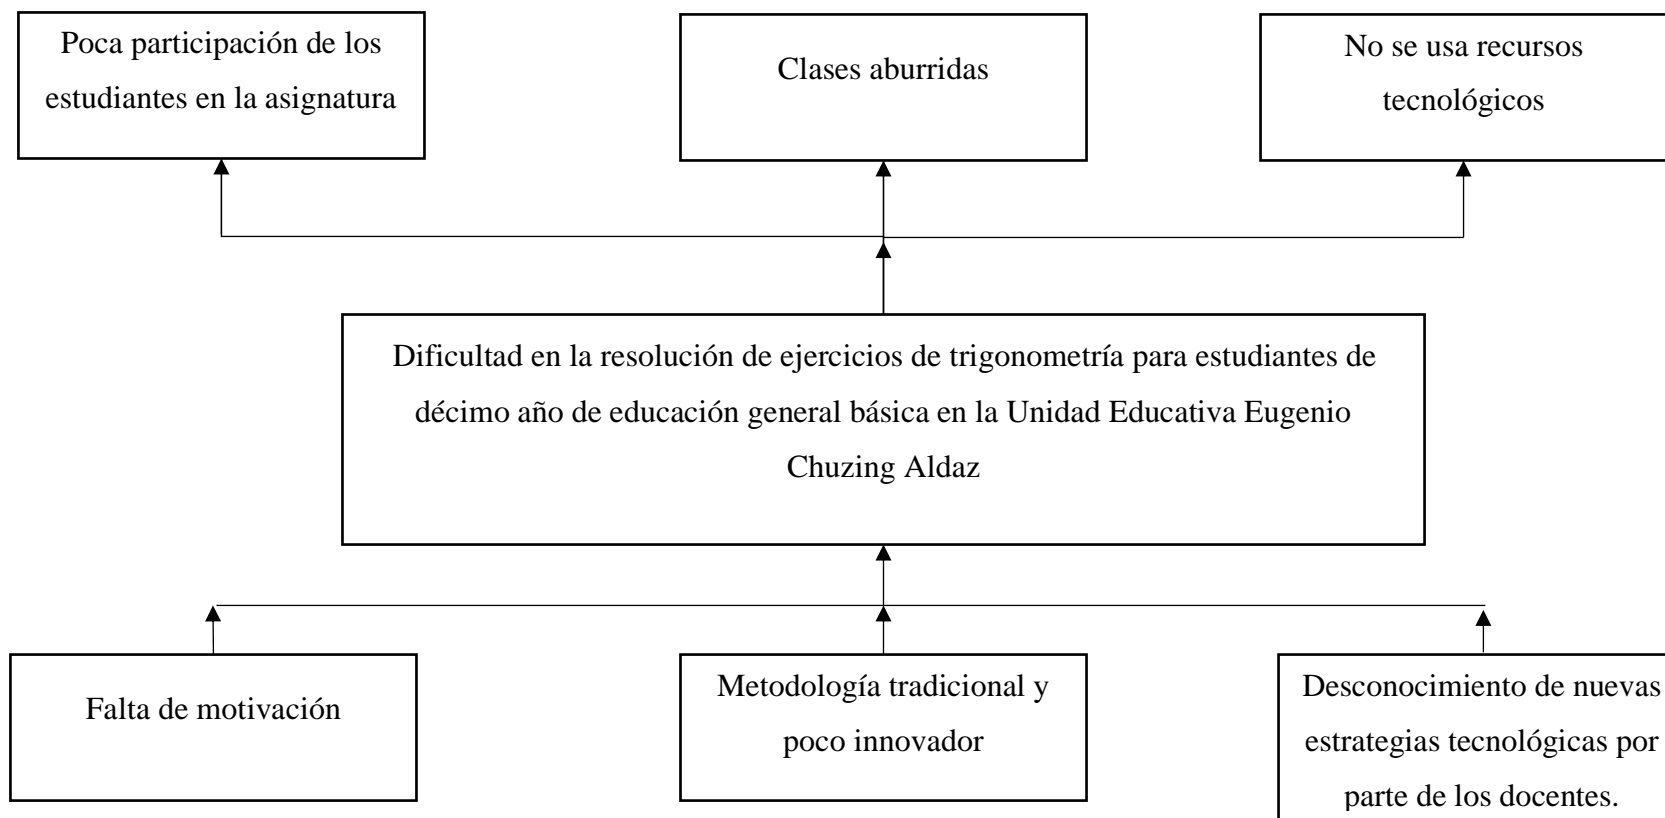 Poca participación de los
estudiantes en la asignatura
Clases aburridas
No se usa recursos
tecnológicos
Dificultad en la resolución de ejercicios de trigonometría para estudiantes de
décimo año de educación general básica en la Unidad Educativa Eugenio
Chuzing Aldaz
Falta de motivación
Metodología tradicional y
poco innovador
Desconocimiento de nuevas
estrategias tecnológicas por
parte de los docentes.